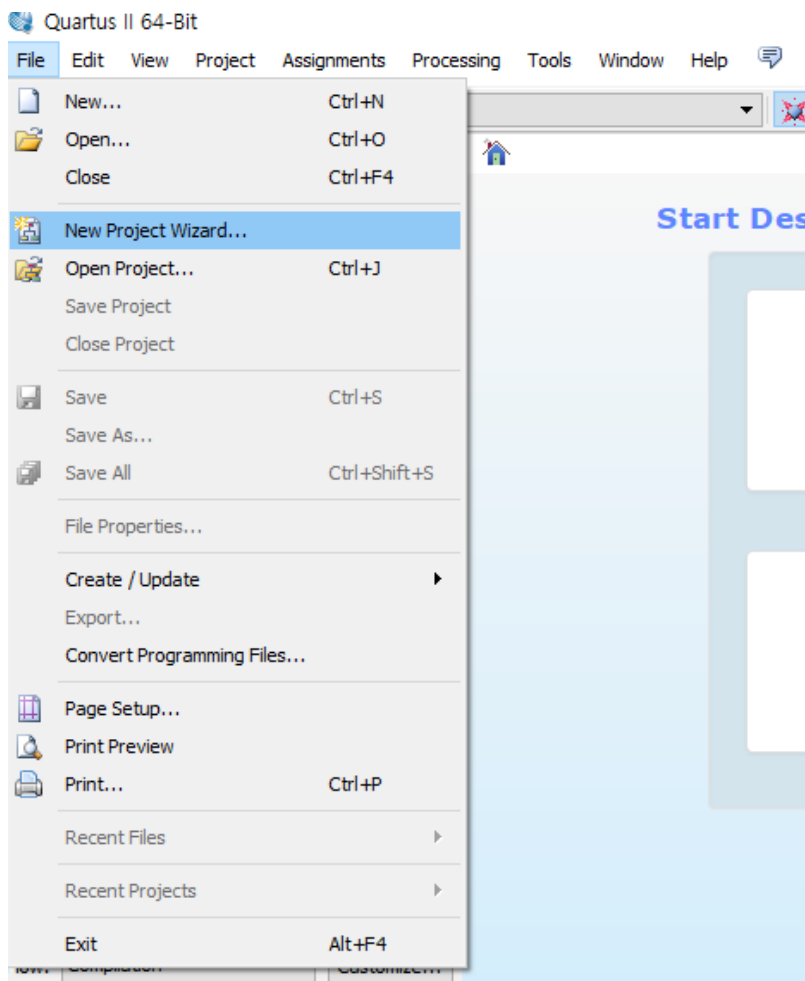 Quartus II 64-Bit
File Edit View Project Assignments Processing Tools Window Help
New... Ctrl+N
Open... Ctrl+O
Close Ctrl+F4
New Project Wizard...
Open Project... Ctrl+J
Save Project
Close Project
Save Ctrl+S
Save As...
Save All Ctrl+Shift+S
File Properties...
Create / Update
Export...
Convert Programming Files...
Page Setup...
Print Preview
Print... Ctrl+P
Recent Files
Recent Projects
Exit Alt+F4
Start Des